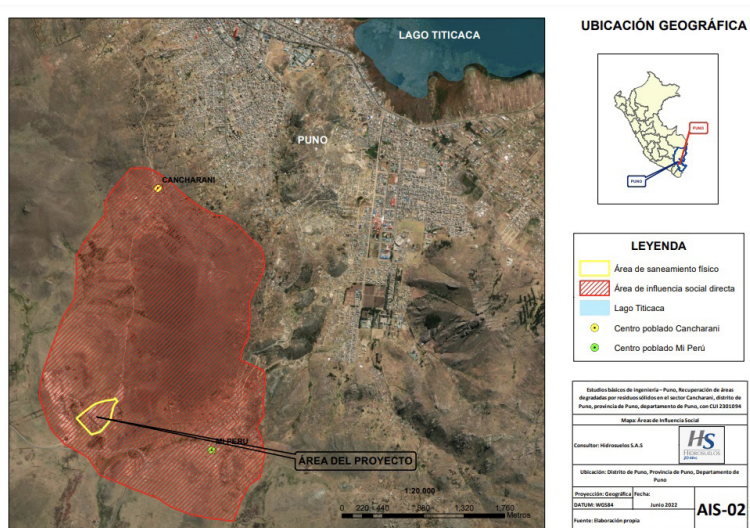 LAGO TITICACA
PUNO
CANCHARANI
MI PERÚ
ÁREA DEL PROYECTO
1:20,000
0 220 440 880 1,320 1,760
Metros
UBICACIÓN GEOGRÁFICA
PUNO
PUNO
LEYENDA
Área de saneamiento físico
Área de influencia social directa
Lago Titicaca
Centro poblado Cancharani
Centro poblado Mi Perú
Estudios básicos de ingeniería – Puno, Recuperación de áreas
degradadas por residuos sólidos en el sector Cancharani, distrito de
Puno, provincia de Puno, departamento de Puno, con CUI 2301094
Mapa: Áreas de Influencia Social
Consultor: Hidrosuelos S.A.S
HS
HIDROSUELOS
Ubicación: Distrito de Puno, Provincia de Puno, Departamento de
Puno
Proyección: Geográfica
Fecha:
DATUM: WGS84
Junio 2022
AIS-02
Fuente: Elaboración propia